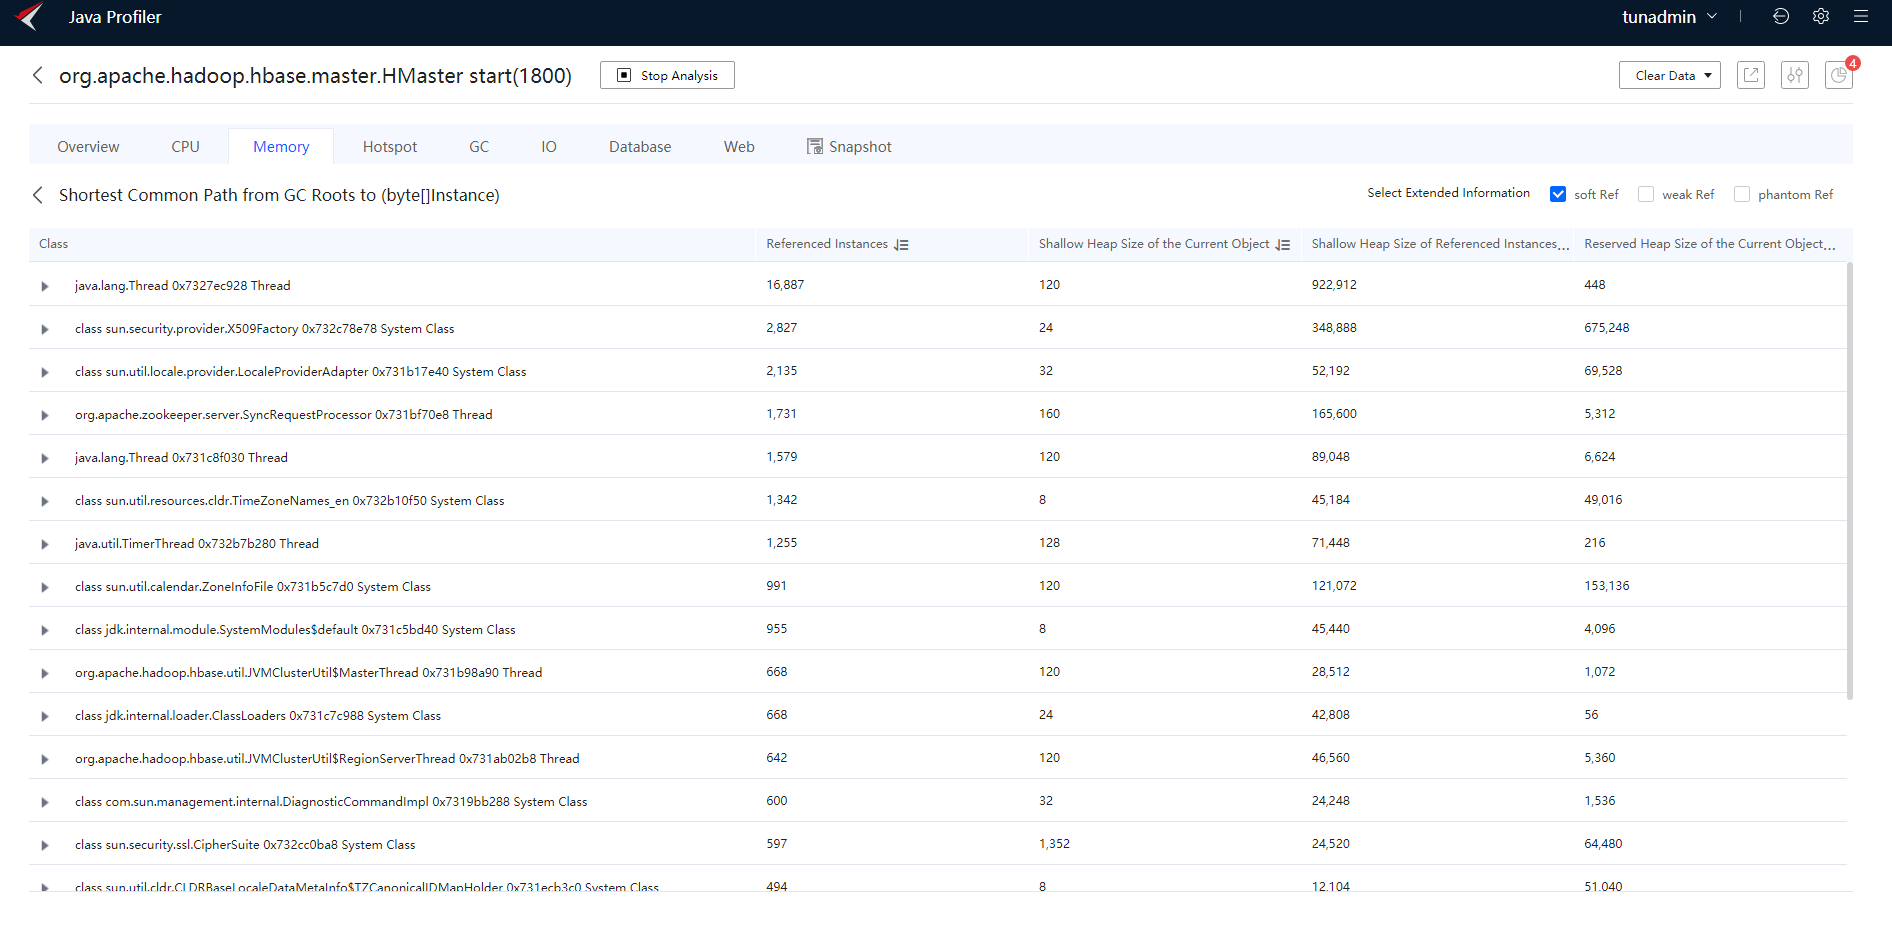 Java Profiler
tunadmin
org.apache.hadoop.hbase.master.HMaster start(1800)
Stop Analysis
Clear Data
4
Overview CPU Memory Hotspot GC IO Database Web Snapshot
Shortest Common Path from GC Roots to (byte[]Instance)
Select Extended Information soft Ref weak Ref phantom Ref
Class Referenced Instances Shallow Heap Size of the Current Object Shallow Heap Size of Referenced Instances... Reserved Heap Size of the Current Object...
java.lang.Thread 0x7327ec928 Thread 16,887 120 922,912 448
class sun.security.provider.X509Factory 0x732c78e78 System Class 2,827 24 348,888 675,248
class sun.util.locale.provider.LocaleProviderAdapter 0x731b17e40 System Class 2,135 32 52,192 69,528
org.apache.zookeeper.server.SyncRequestProcessor 0x731bf70e8 Thread 1,731 160 165,600 5,312
java.lang.Thread 0x731c8f030 Thread 1,579 120 89,048 6,624
class sun.util.resources.cldr.TimeZoneNames_en 0x732b10f50 System Class 1,342 8 45,184 49,016
java.util.TimerThread 0x732b7b280 Thread 1,255 128 71,448 216
class sun.util.calendar.ZoneInfoFile 0x731b5c7d0 System Class 991 120 121,072 153,136
class jdk.internal.module.SystemModules$default 0x731c5bd40 System Class 955 8 45,440 4,096
org.apache.hadoop.hbase.util.JVMClusterUtil$MasterThread 0x731b98a90 Thread 668 120 28,512 1,072
class jdk.internal.loader.ClassLoaders 0x731c7c988 System Class 668 24 42,808 56
org.apache.hadoop.hbase.util.JVMClusterUtil$RegionServerThread 0x731ab02b8 Thread 642 120 46,560 5,360
class com.sun.management.internal.DiagnosticCommandImpl 0x7319bb288 System Class 600 32 24,248 1,536
class sun.security.ssl.CipherSuite 0x732cc0ba8 System Class 597 1,352 24,520 64,480
class sun.util.cldr.CLDRBaseLocaleDataMetaInfo$TZCanonicalIDMapHolder 0x731ecb3c0 System Class 494 8 12,104 51,040